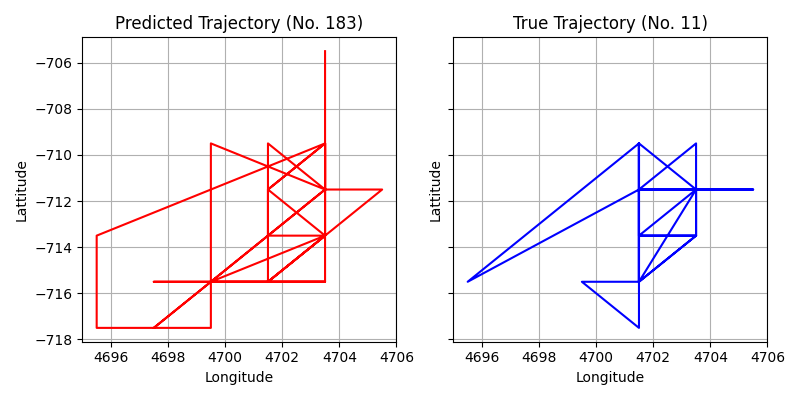 Predicted Trajectory (No. 183)
True Trajectory (No. 11)
−706
−708
−710
−712
−714
−716
−718
Lattitude
Lattitude
4696 4698 4700 4702 4704 4706
4696 4698 4700 4702 4704 4706
Longitude
Longitude